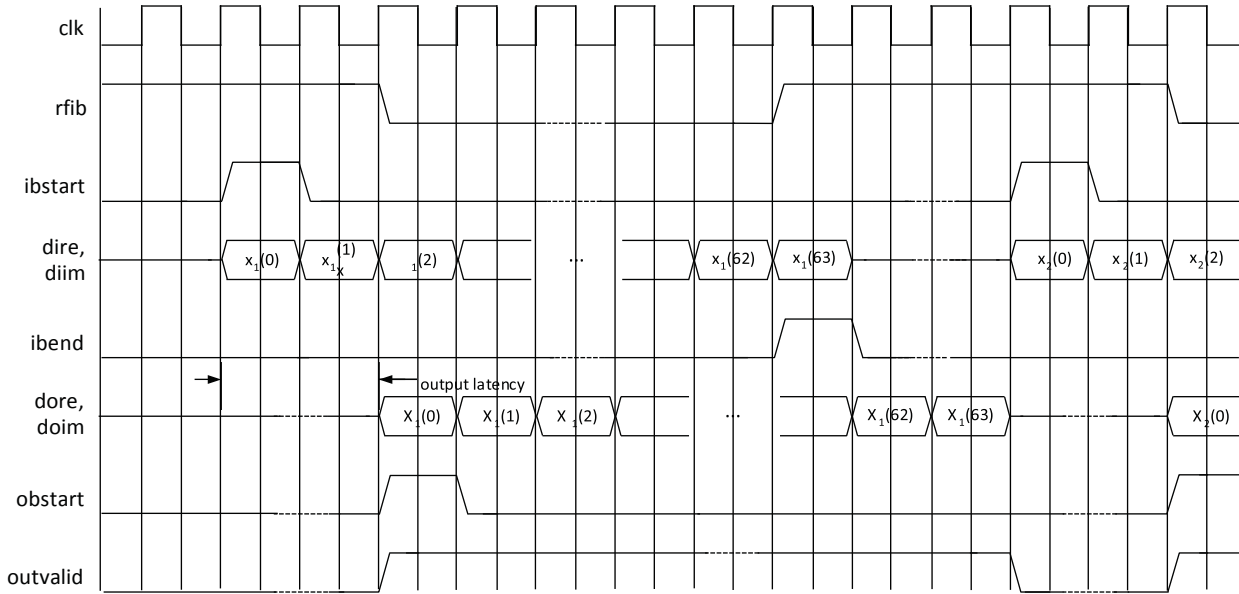 clk
rfib
ibstart
dire,
diim
x1(0)
x1(1)
x
1(2)
...
x1(62)
x1(63)
x2(0)
x2(1)
x2(2)
ibend
output latency
dore,
doim
X1(0)
X1(1)
X1(2)
...
X1(62)
X1(63)
X2(0)
obstart
outvalid